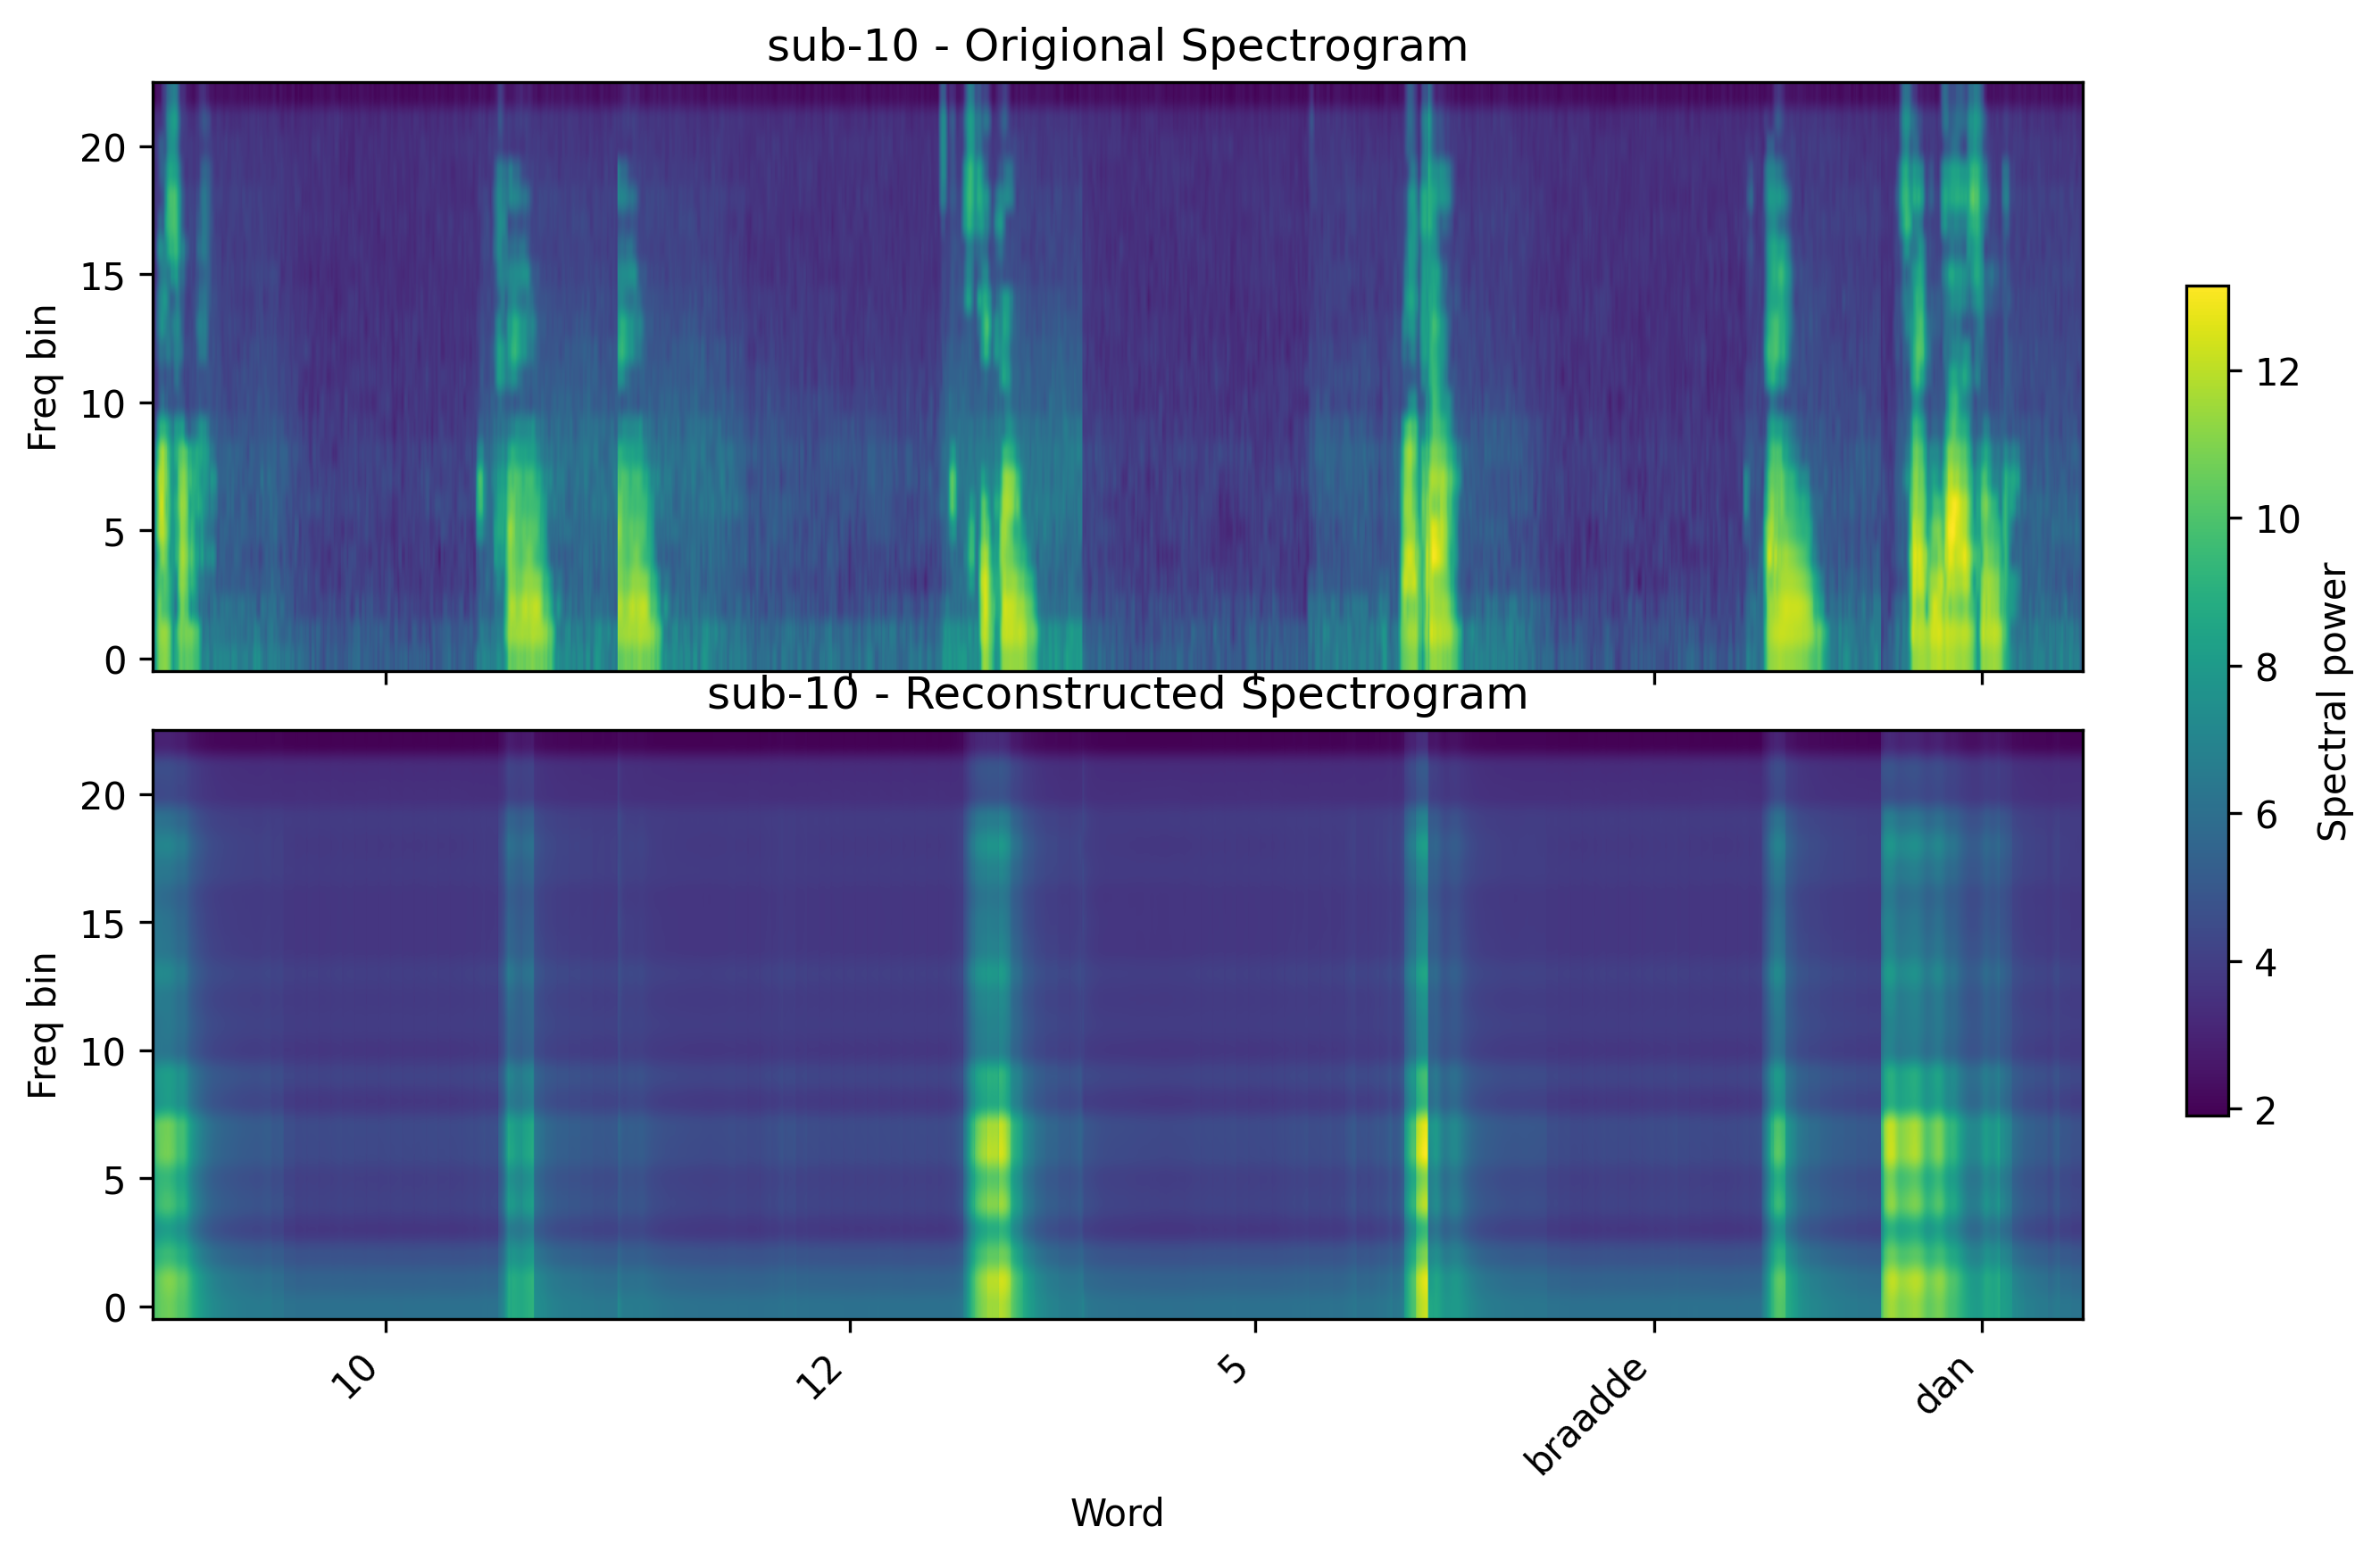 sub-10 - Origional Spectrogram
20
15
10
5
0
Freq bin
sub-10 - Reconstructed Spectrogram
20
15
10
5
0
Freq bin
10
12
5
braadde
dan
Word
12
10
8
6
4
2
Spectral power